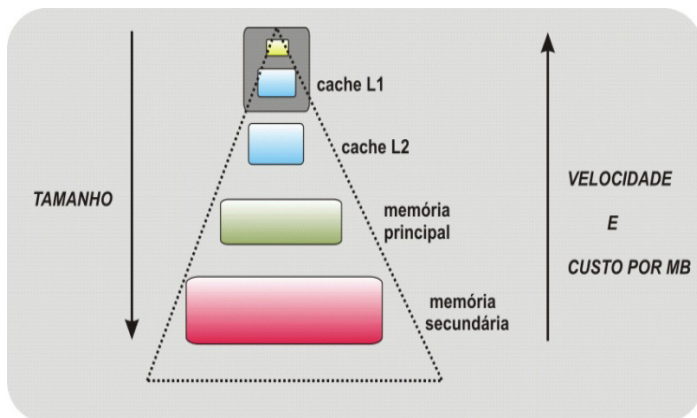 cache L1
cache L2
TAMANHO
memória
principal
memória
secundária
VELOCIDADE
E
CUSTO POR MB